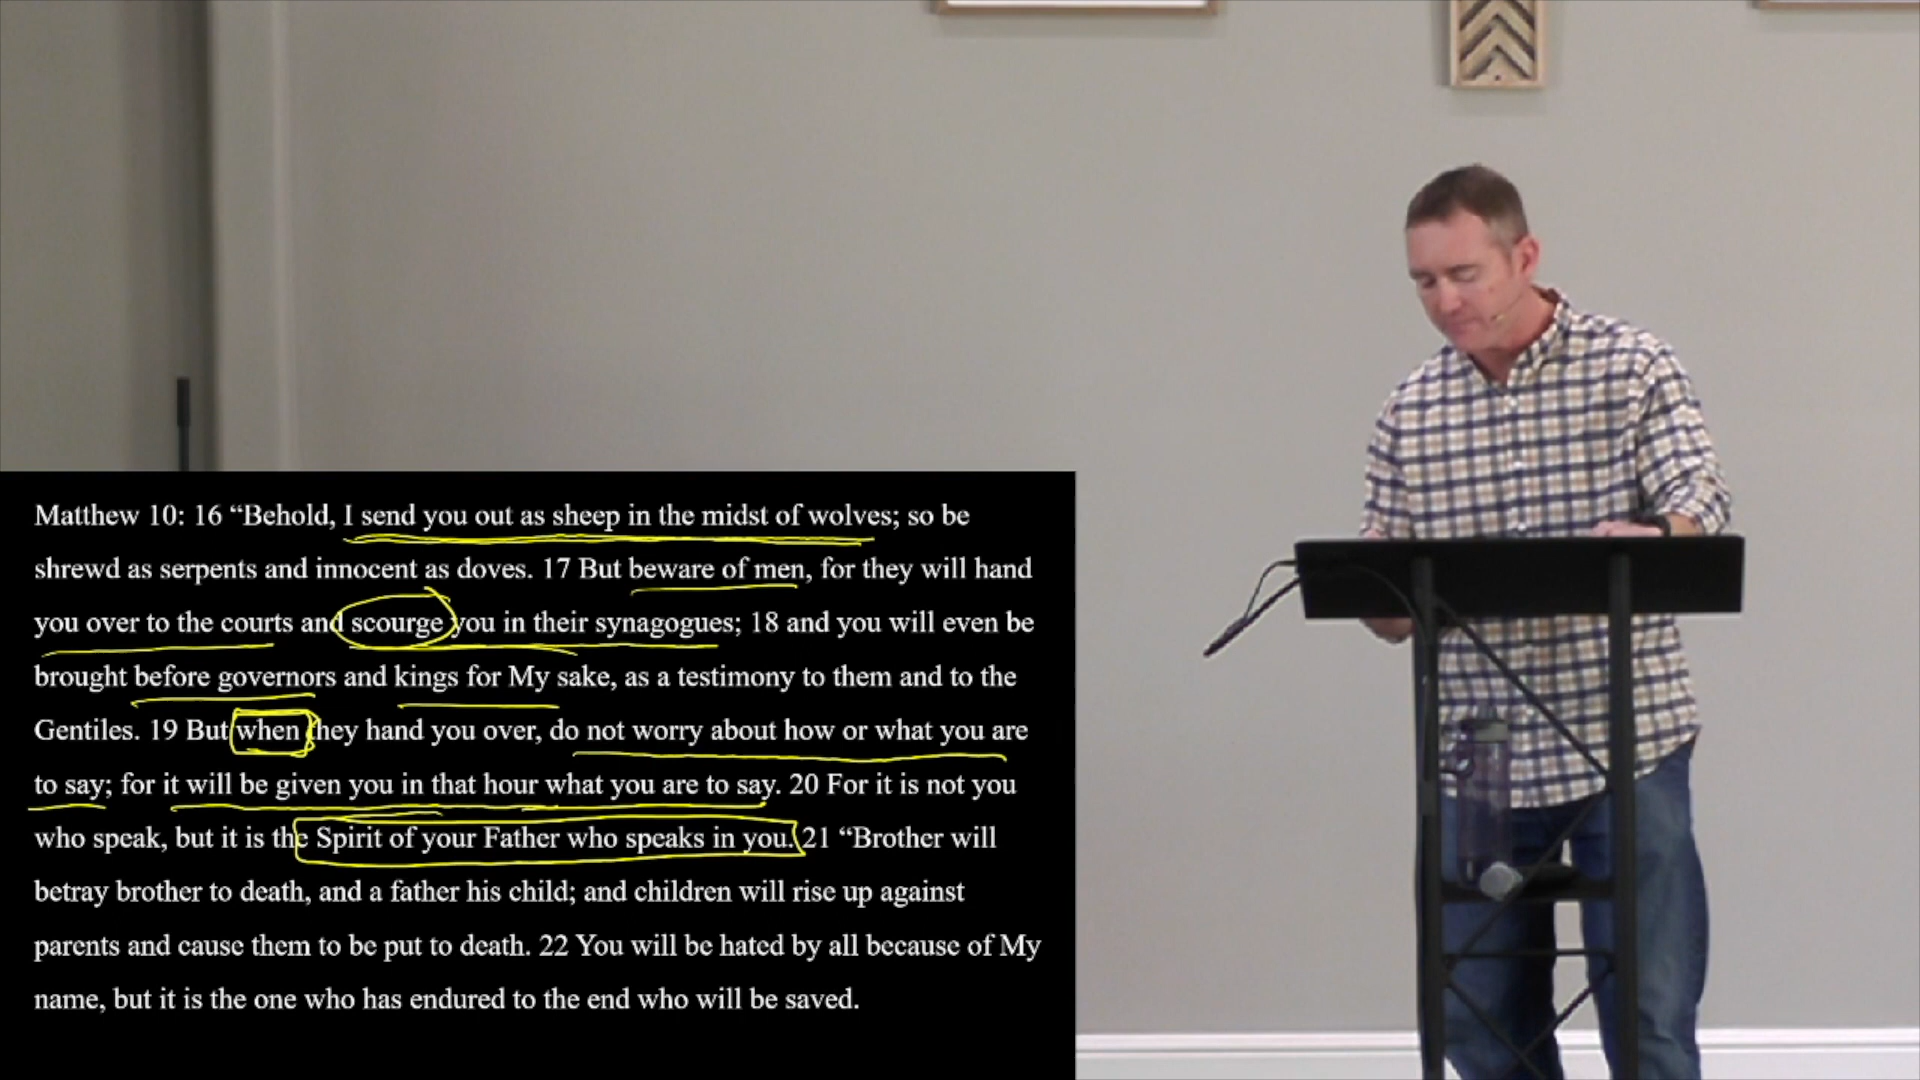 Matthew 10: 16 “Behold, I send you out as sheep in the midst of wolves; so be
shrewd as serpents and innocent as doves. 17 But beware of men, for they will hand
you over to the courts and scourge you in their synagogues; 18 and you will even be
brought before governors and kings for My sake, as a testimony to them and to the
Gentiles. 19 But when they hand you over, do not worry about how or what you are
to say; for it will be given you in that hour what you are to say. 20 For it is not you
who speak, but it is the Spirit of your Father who speaks in you. 21 “Brother will
betray brother to death, and a father his child; and children will rise up against
parents and cause them to be put to death. 22 You will be hated by all because of My
name, but it is the one who has endured to the end who will be saved.